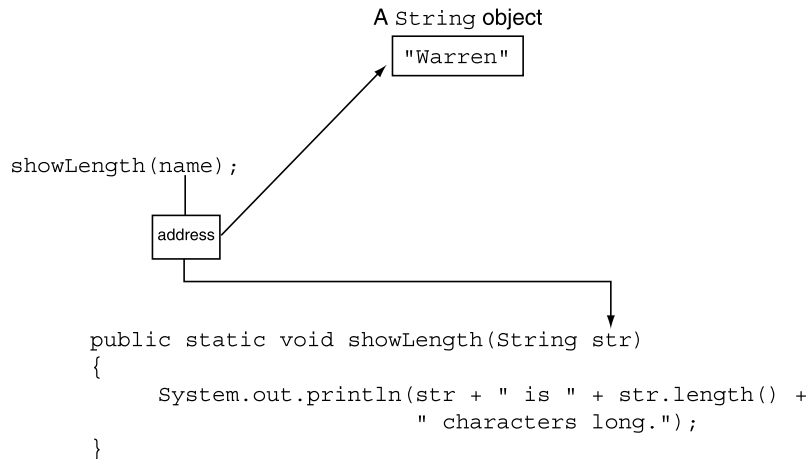 A String object
"Warren"
showLength(name);
address
public static void showLength(String str)
{
System.out.println(str + " is " + str.length() +
" characters long.");
}